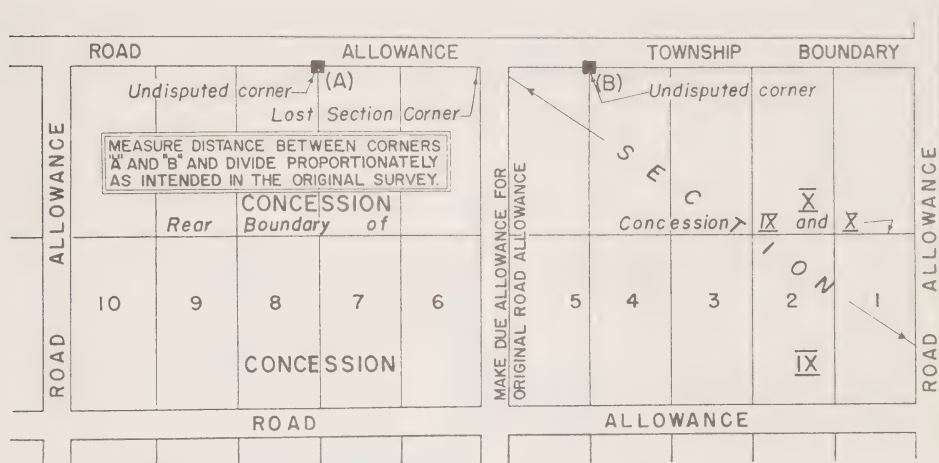 ROAD ALLOWANCE TOWNSHIP BOUNDARY
Undisputed corner (A) (B) Undisputed corner
Lost Section Corner
MEASURE DISTANCE BETWEEN CORNERS
"A" AND "B" AND DIVIDE PROPORTIONATELY
AS INTENDED IN THE ORIGINAL SURVEY.
ROAD ALLOWANCE
MAKE DUE ALLOWANCE FOR
ORIGINAL ROAD ALLOWANCE
SECTION
ROAD ALLOWANCE
CONCESSION X
Rear Boundary of Concession IX and X
10 9 8 7 6 5 4 3 2 1
CONCESSION IX
ROAD ALLOWANCE